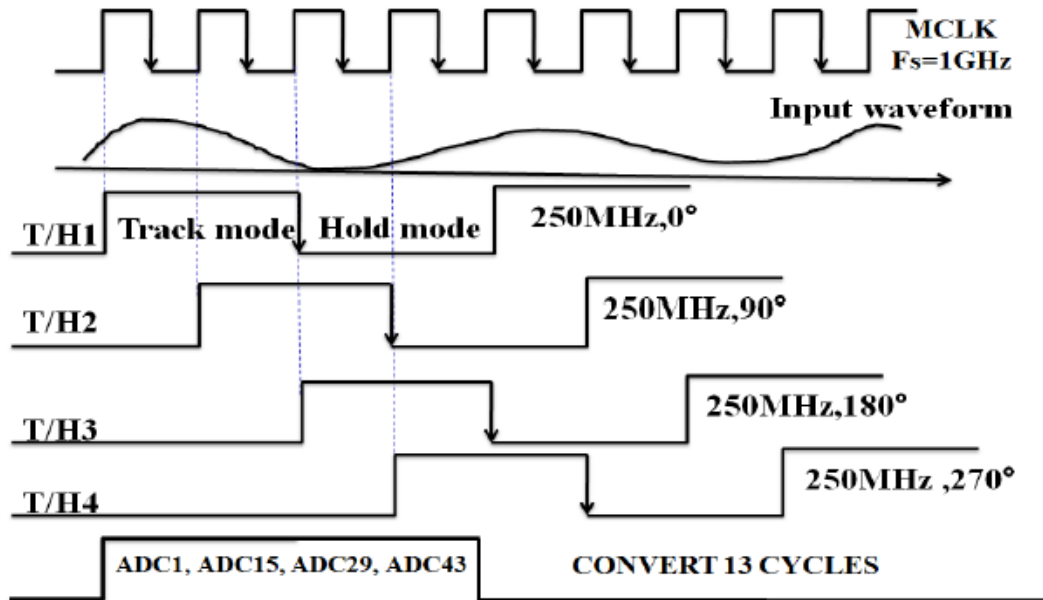 MCLK
Fs=1GHz
Input waveform
T/H1
Track mode
Hold mode
250MHz,0°
T/H2
250MHz,90°
T/H3
250MHz,180°
T/H4
250MHz ,270°
ADC1, ADC15, ADC29, ADC43
CONVERT 13 CYCLES